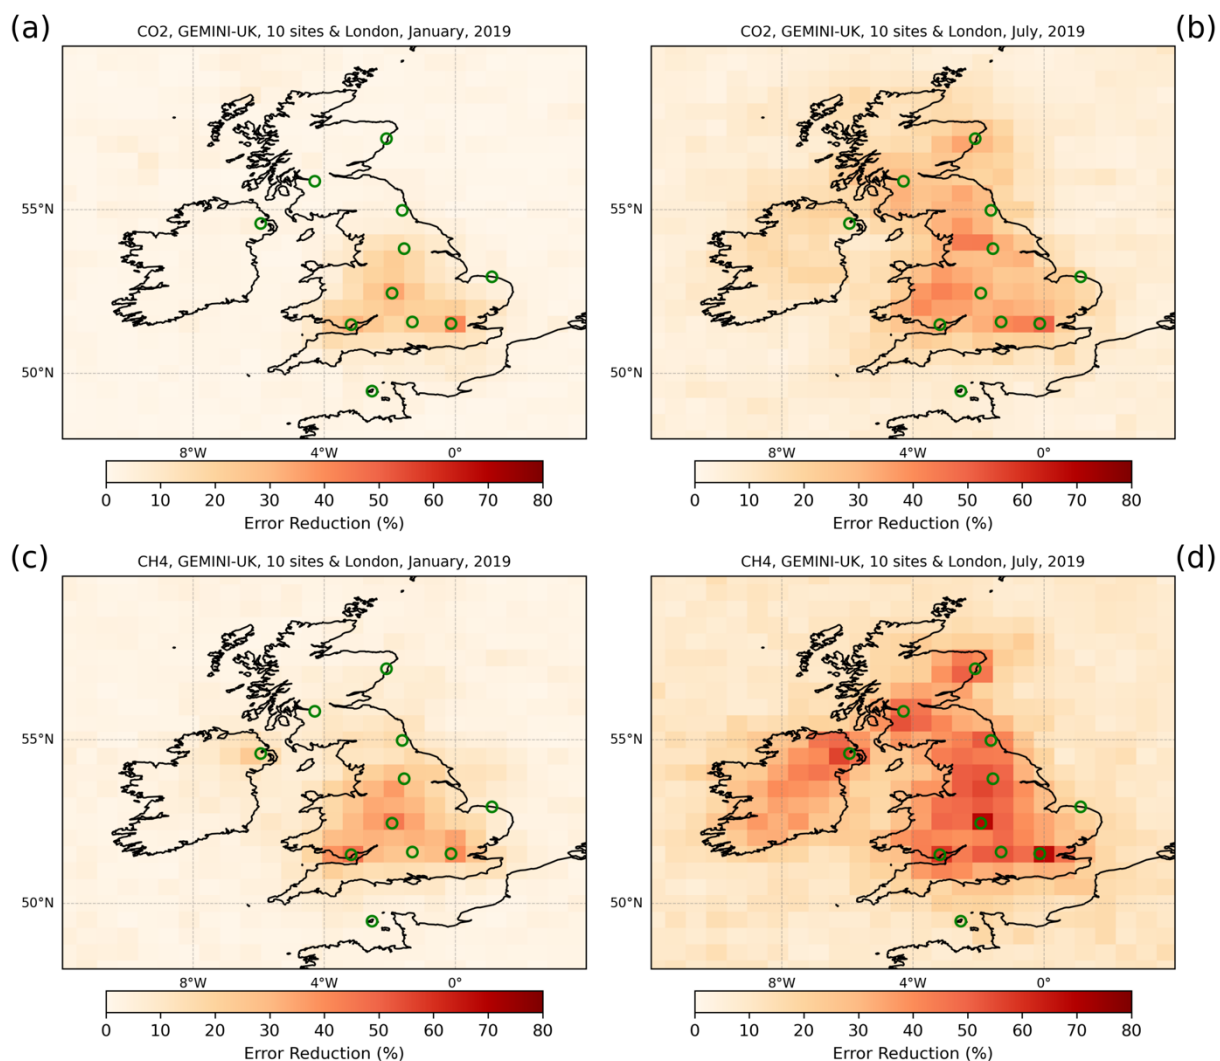 (a)
CO2, GEMINI-UK, 10 sites & London, January, 2019
CO2, GEMINI-UK, 10 sites & London, July, 2019
(b)
55°N
55°N
50°N
50°N
8°W 4°W 0°
8°W 4°W 0°
0 10 20 30 40 50 60 70 80
0 10 20 30 40 50 60 70 80
Error Reduction (%)
Error Reduction (%)
(c)
CH4, GEMINI-UK, 10 sites & London, January, 2019
CH4, GEMINI-UK, 10 sites & London, July, 2019
(d)
55°N
55°N
50°N
50°N
8°W 4°W 0°
8°W 4°W 0°
0 10 20 30 40 50 60 70 80
0 10 20 30 40 50 60 70 80
Error Reduction (%)
Error Reduction (%)